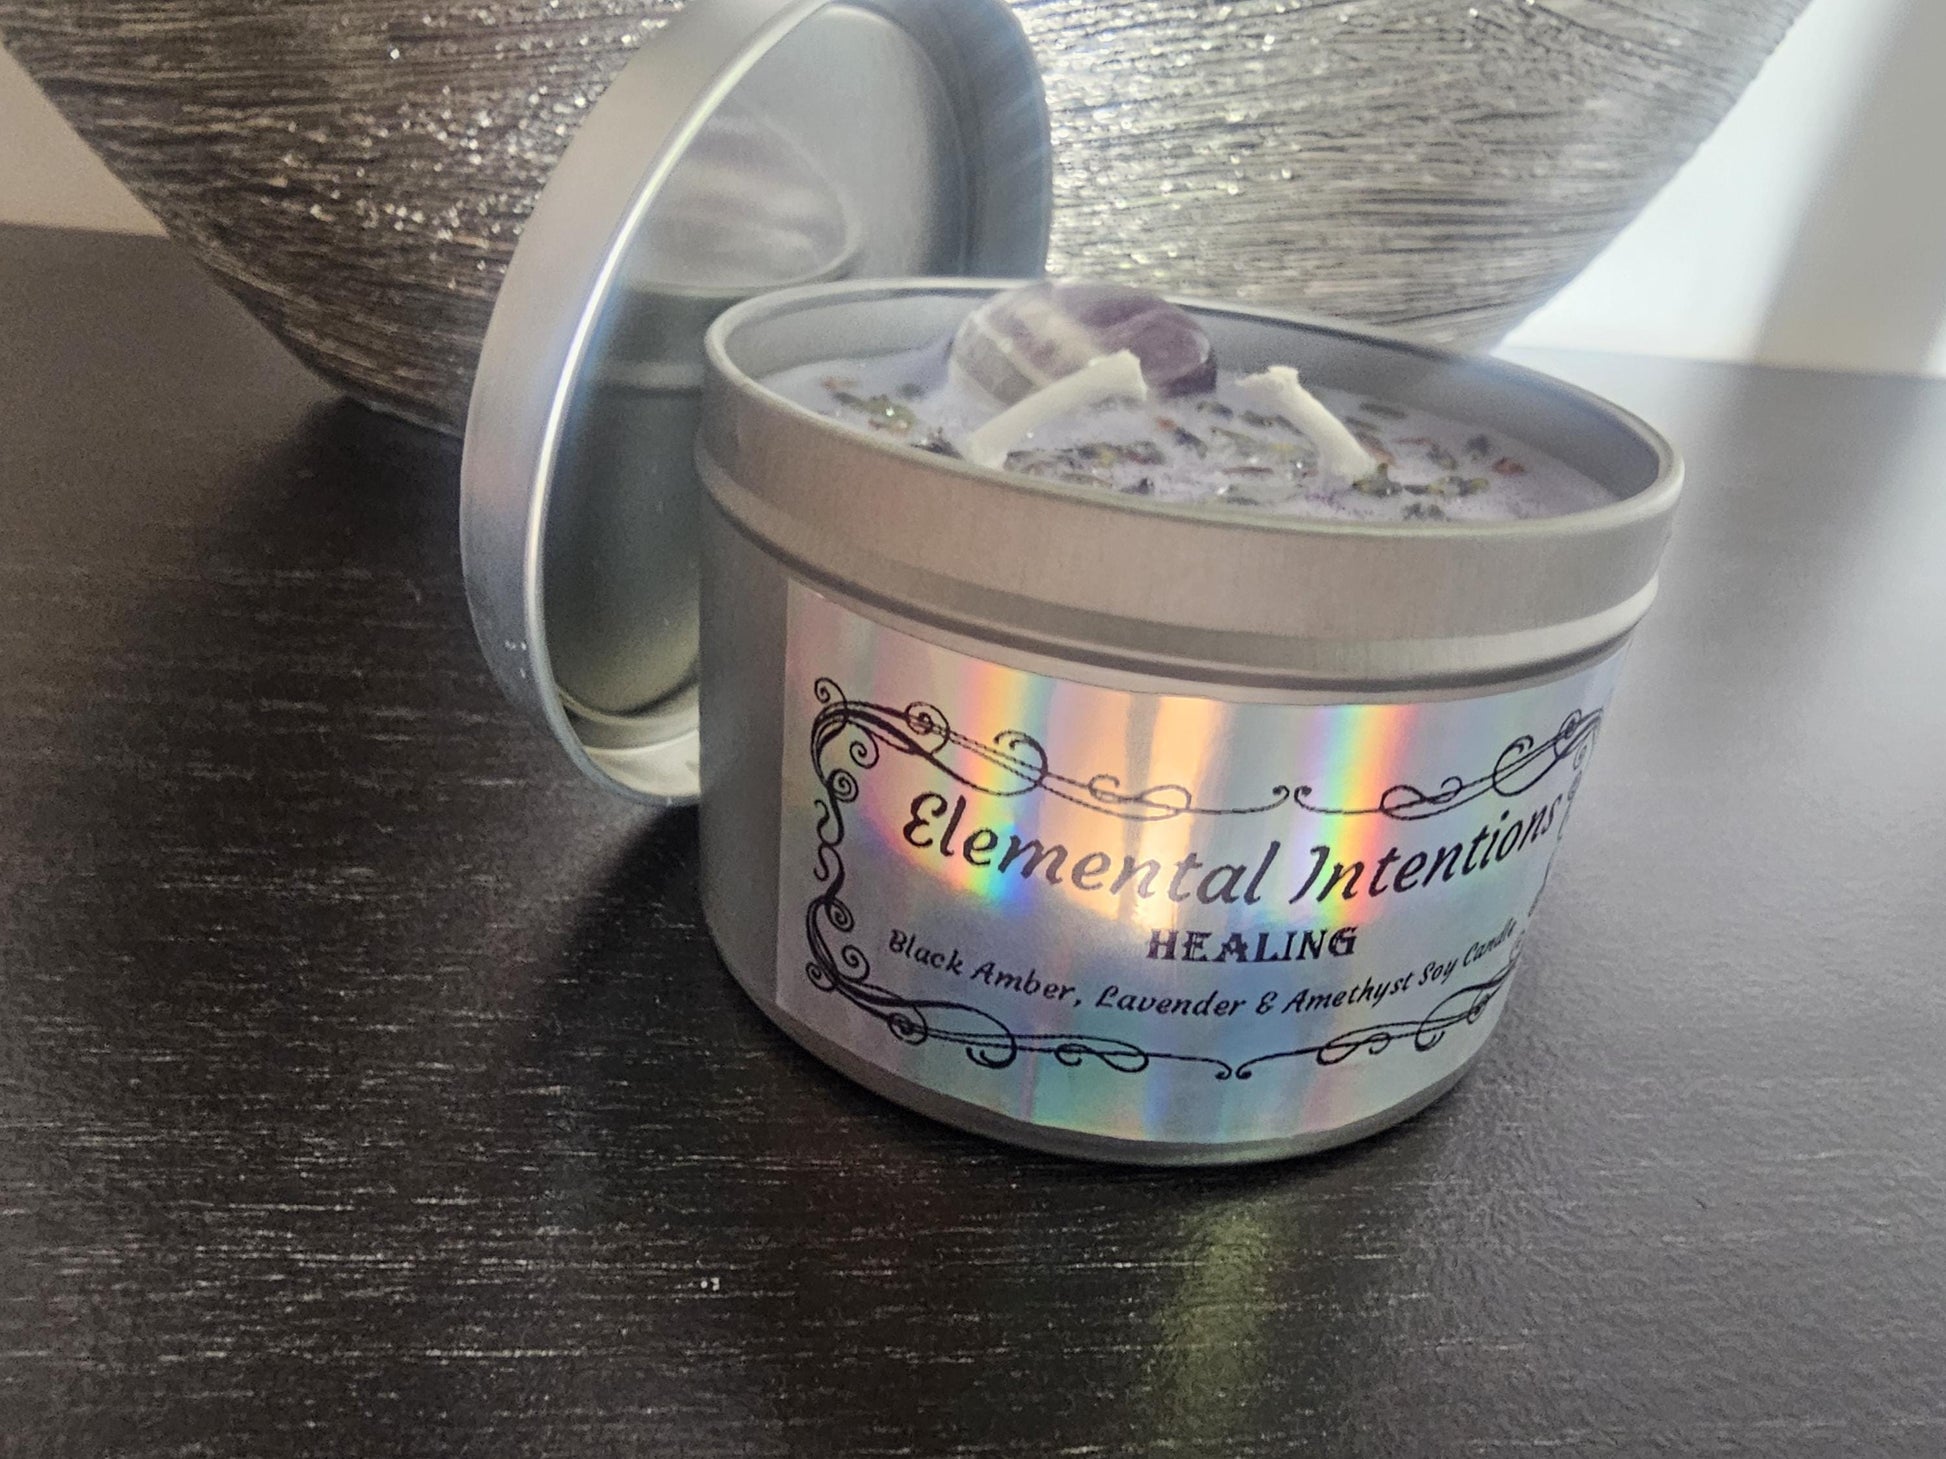 Elemental Intentions
HEALING
Black Amber, Lavender & Amethyst Soy Candle